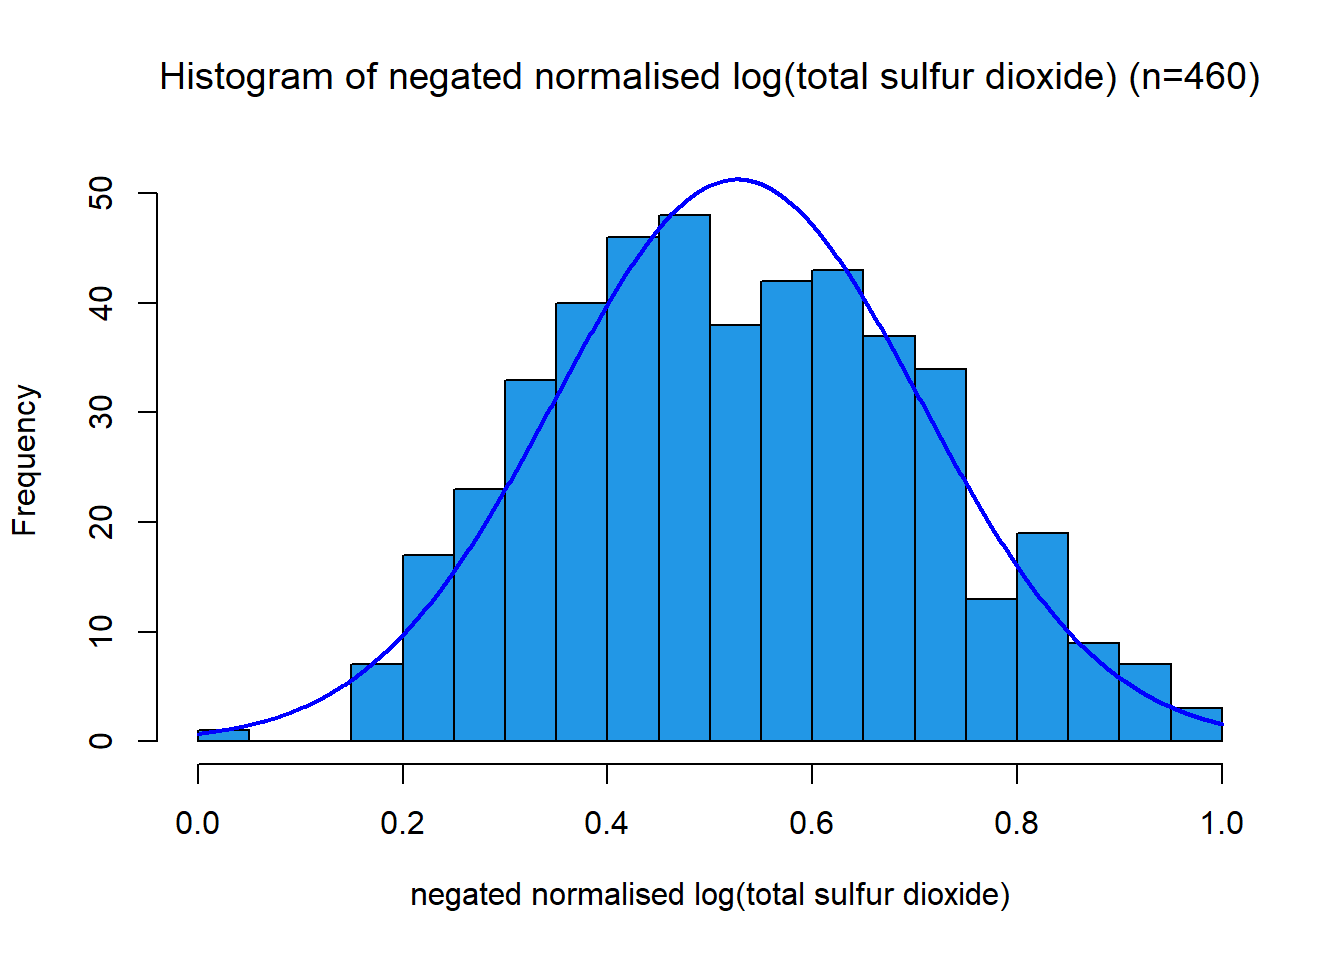 Histogram of negated normalised log(total sulfur dioxide) (n=460)
Frequency
50
40
30
20
10
0
0.0 0.2 0.4 0.6 0.8 1.0
negated normalised log(total sulfur dioxide)